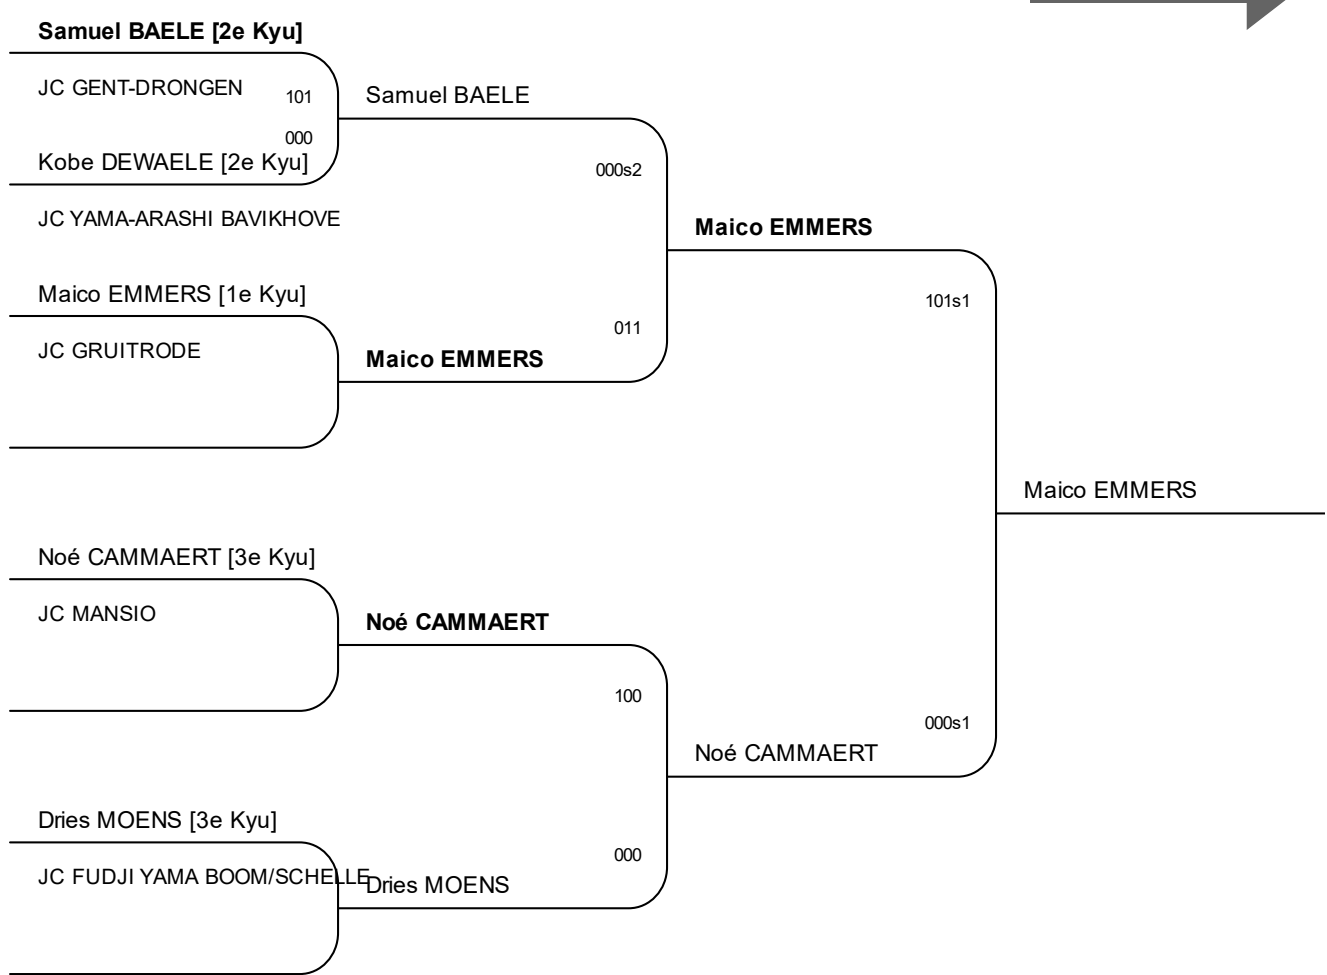 Samuel BAELE [2e Kyu]
JC GENT-DRONGEN
101
Samuel BAELE
000
Kobe DEWAELE [2e Kyu]
000s2
JC YAMA-ARASHI BAVIKHOVE
Maico EMMERS
Maico EMMERS [1e Kyu]
101s1
011
JC GRUITRODE
Maico EMMERS
Maico EMMERS
Noé CAMMAERT [3e Kyu]
JC MANSIO
Noé CAMMAERT
100
000s1
Noé CAMMAERT
Dries MOENS [3e Kyu]
000
JC FUDJI YAMA BOOM/SCHELLE
Dries MOENS